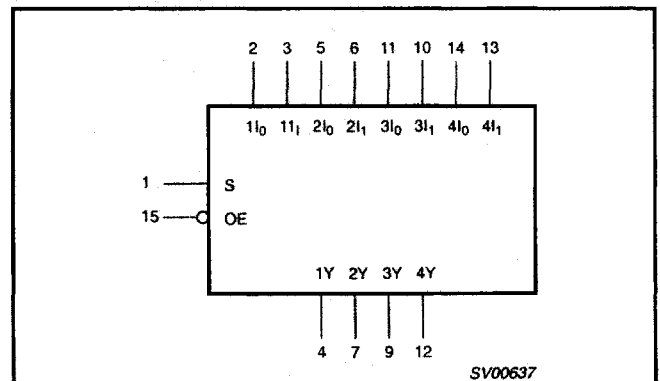 2 3 5 6 11 10 14 13
1I₀ 11₁ 2I₀ 2I₁ 3I₀ 3I₁ 4I₀ 4I₁
1 S
15 OE
1Y 2Y 3Y 4Y
4 7 9 12
SV00637